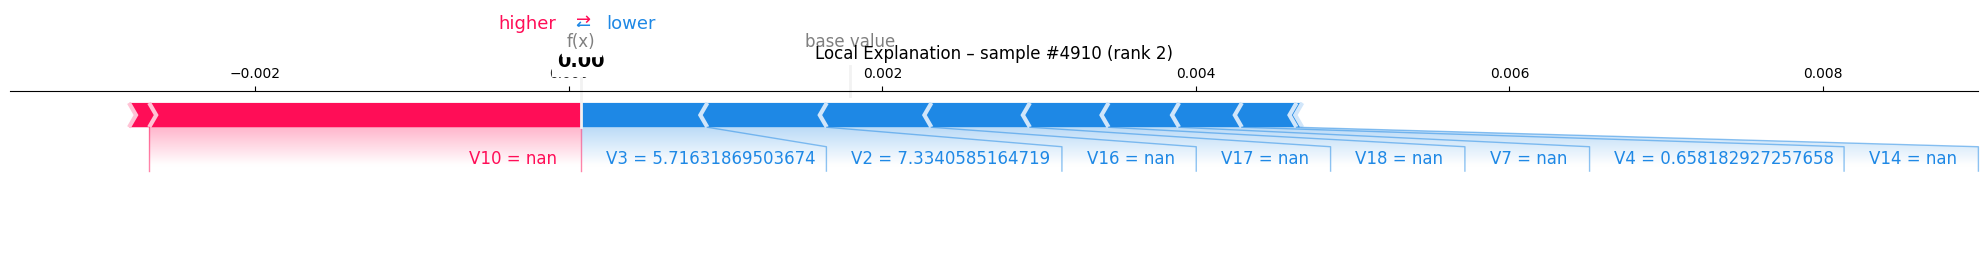 higher ⇄ lower
f(x) base value
Local Explanation – sample #4910 (rank 2)
0.00
−0.002 0.002 0.004 0.006 0.008
V10 = nan V3 = 5.71631869503674 V2 = 7.3340585164719 V16 = nan V17 = nan V18 = nan V7 = nan V4 = 0.658182927257658 V14 = nan